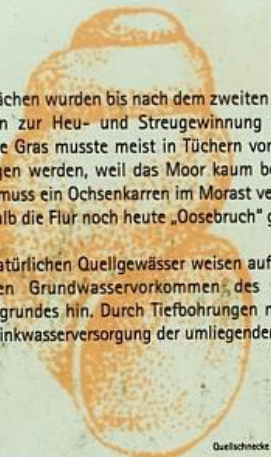 ächen wurden bis nach dem zweiten
n zur Heu- und Streugewinnung
e Gras musste meist in Tüchern vor
gen werden, weil das Moor kaum be
muss ein Ochsenkarren im Morast ve
alb die Flur noch heute „Oosebruch" g
atürlichen Quellgewässer weisen auf
en Grundwasservorkommen des
grundes hin. Durch Tiefbohrungen n
inkwasserversorgung der umliegender
Quellschnecke